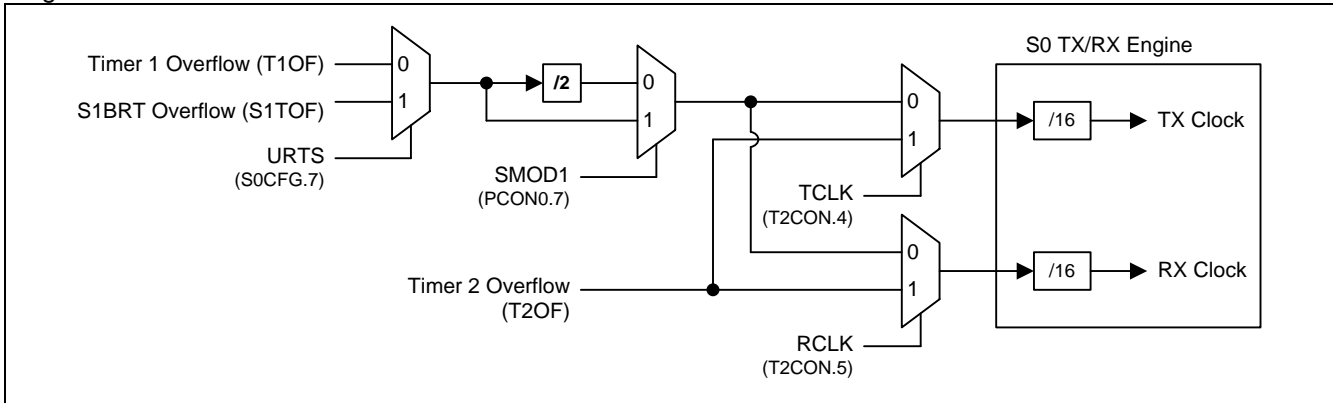 S0 TX/RX Engine
Timer 1 Overflow (T1OF)
0
S1BRT Overflow (S1TOF)
1
URTS
(S0CFG.7)
/2
0
1
SMOD1
(PCON0.7)
0
1
TCLK
(T2CON.4)
/16
TX Clock
Timer 2 Overflow
(T2OF)
0
1
RCLK
(T2CON.5)
/16
RX Clock